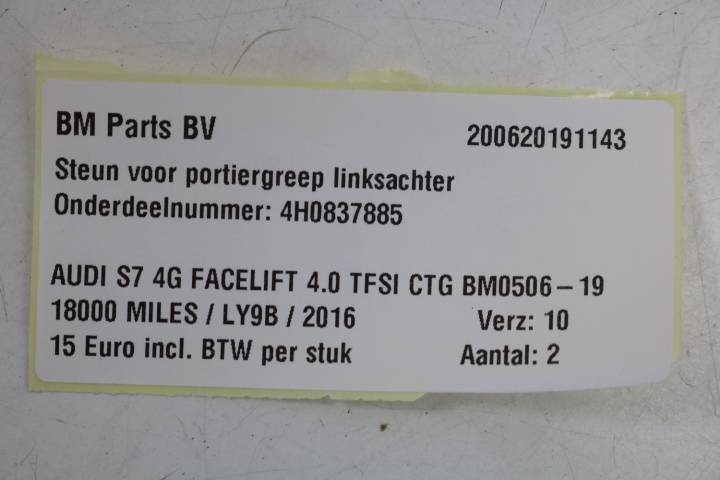 BM Parts BV 200620191143
Steun voor portiergreep linksachter
Onderdeelnummer: 4H0837885
AUDI S7 4G FACELIFT 4.0 TFSI CTG BM0506-19
18000 MILES / LY9B / 2016 Verz: 10
15 Euro incl. BTW per stuk Aantal: 2